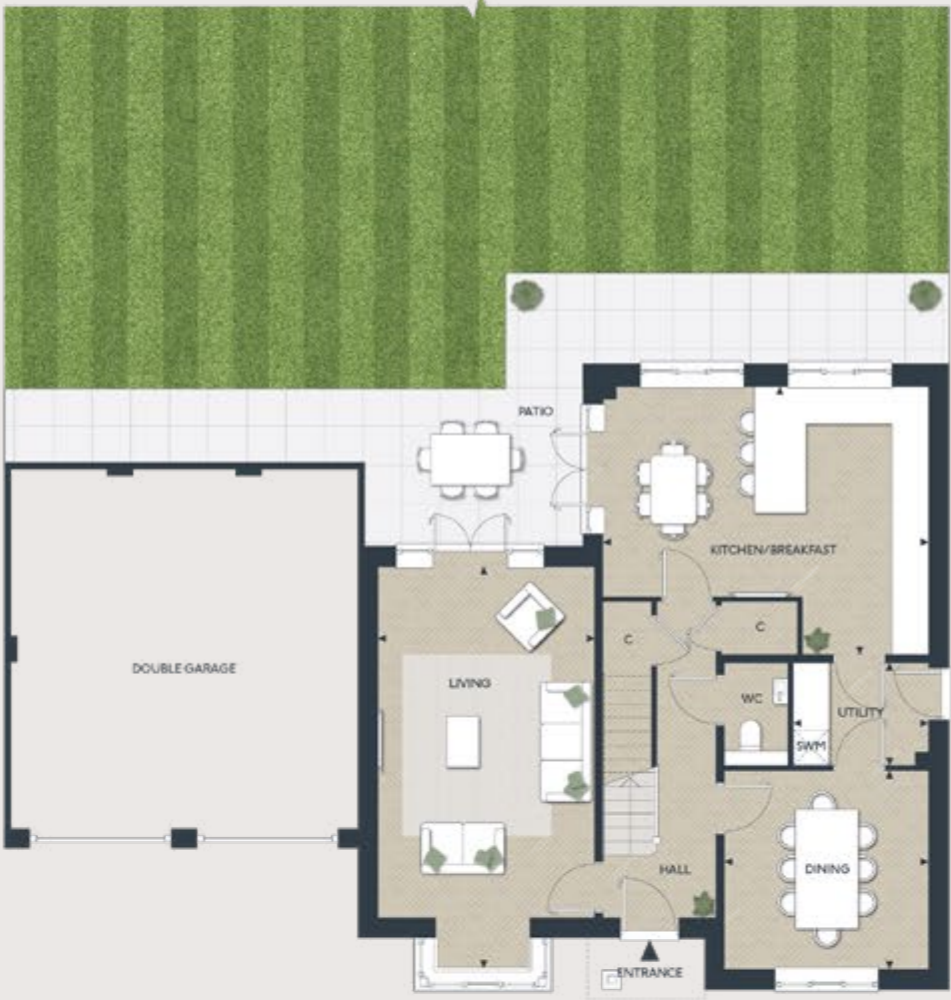 PATIO
KITCHEN/BREAKFAST
C
C
DOUBLE GARAGE
LIVING
WC
UTILITY
SWM
HALL
DINING
ENTRANCE